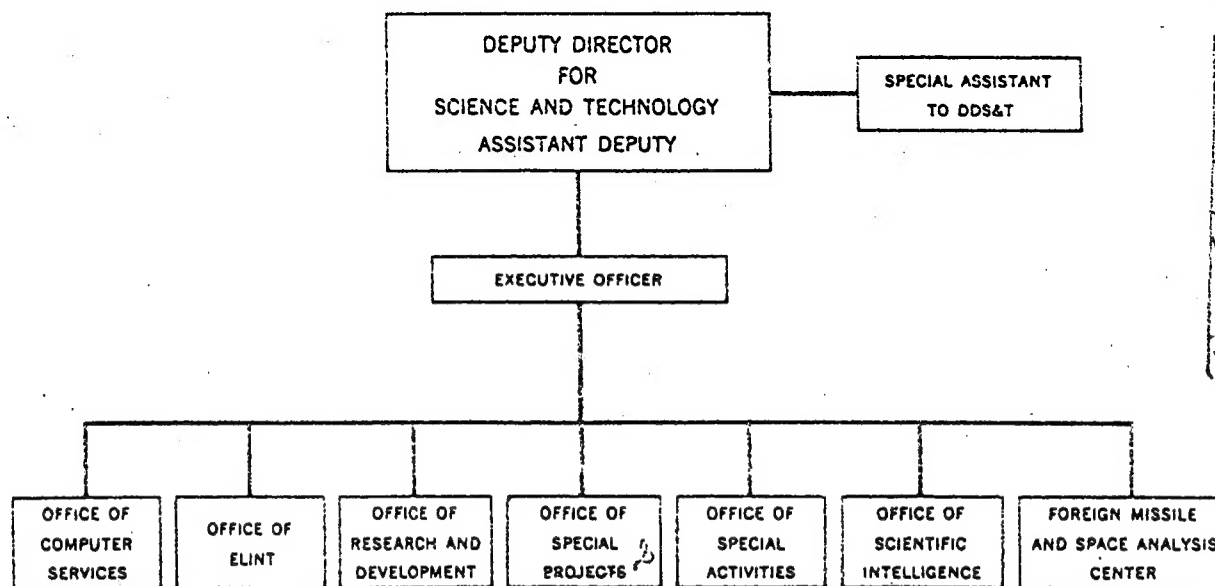 DEPUTY DIRECTOR
FOR
SCIENCE AND TECHNOLOGY
ASSISTANT DEPUTY
SPECIAL ASSISTANT
TO DDS&T
EXECUTIVE OFFICER
OFFICE OF
COMPUTER
SERVICES
OFFICE OF
ELINT
OFFICE OF
RESEARCH AND
DEVELOPMENT
OFFICE OF
SPECIAL
PROJECTS
OFFICE OF
SPECIAL
ACTIVITIES
OFFICE OF
SCIENTIFIC
INTELLIGENCE
FOREIGN MISSILE
AND SPACE ANALYSIS
CENTER